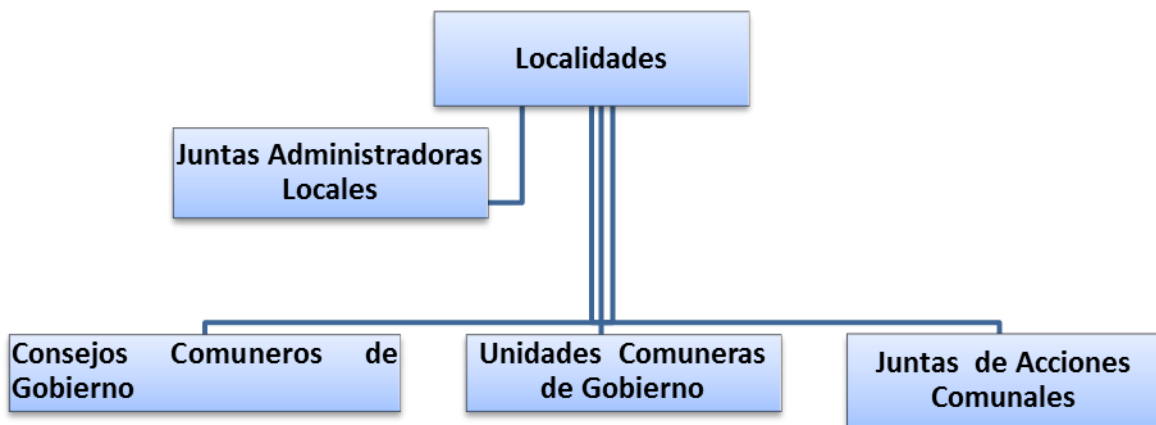 Localidades
Juntas Administradoras
Locales
Consejos Comuneros de
Gobierno
Unidades Comuneras
de Gobierno
Juntas de Acciones
Comunales